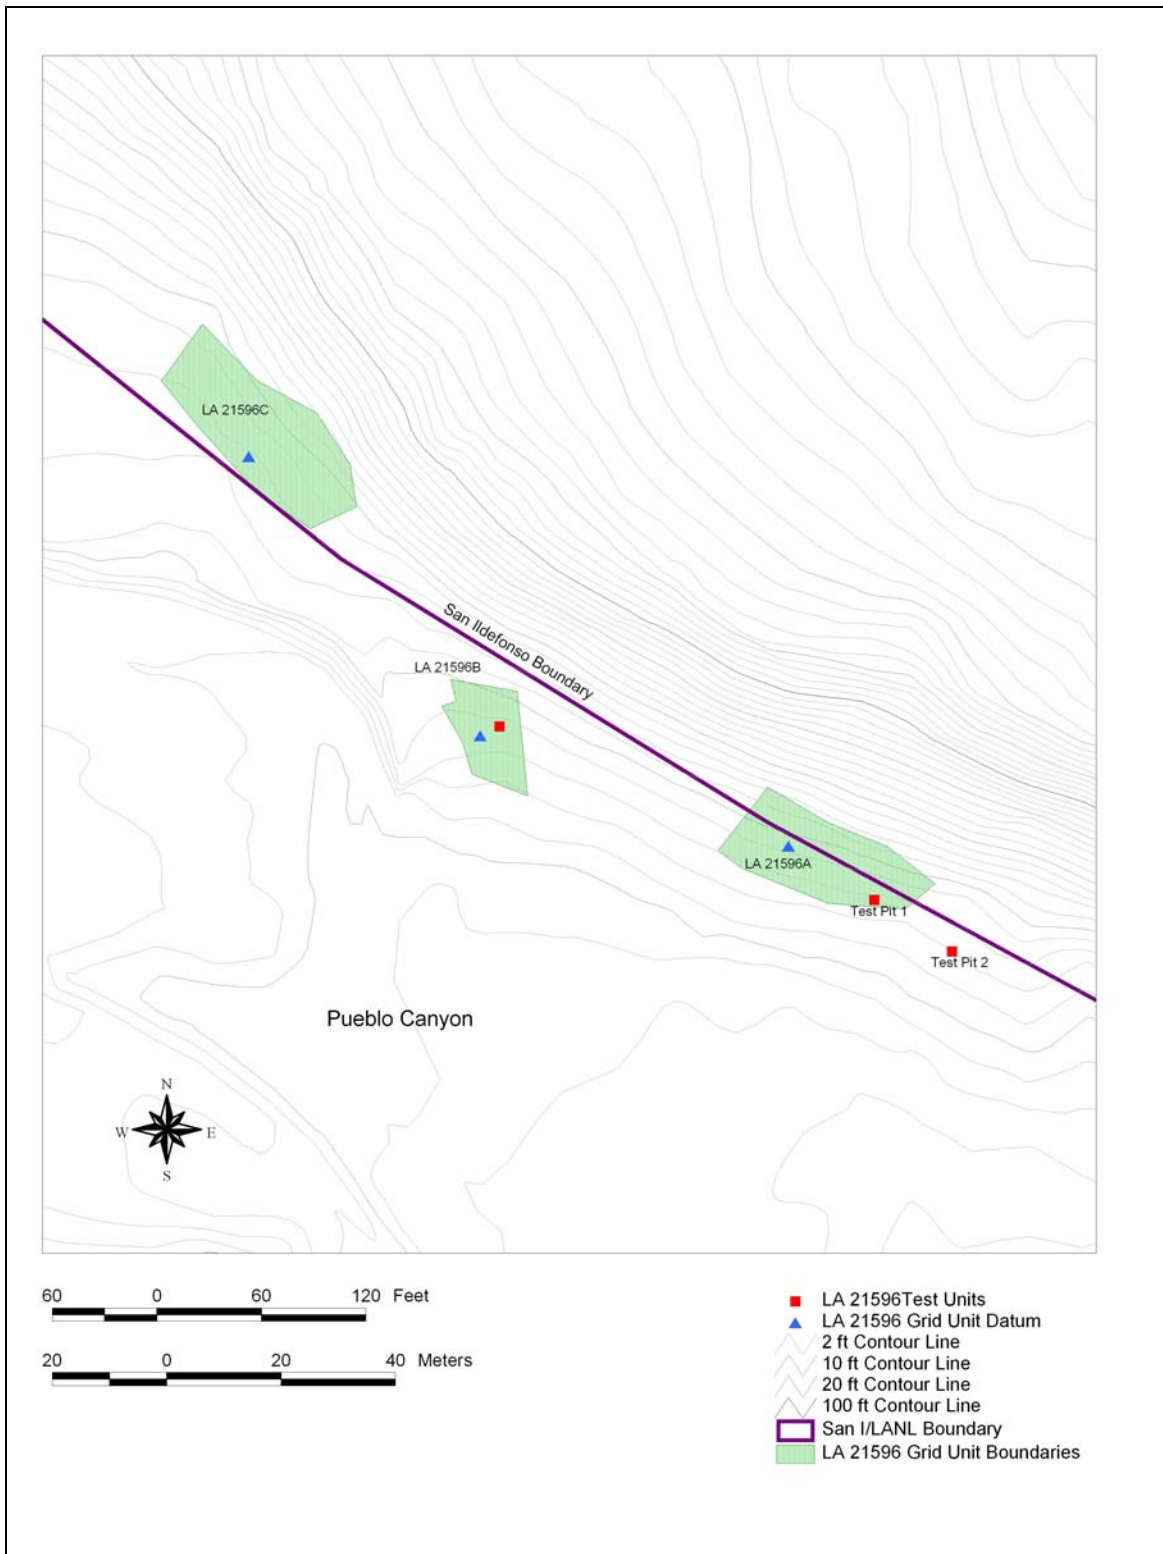 LA 21596C
San Ildefonso Boundary
LA 21596B
LA 21596A
Test Pit 1
Test Pit 2
Pueblo Canyon
N
W E
S
60 0 60 120 Feet
20 0 20 40 Meters
LA 21596Test Units
LA 21596 Grid Unit Datum
2 ft Contour Line
10 ft Contour Line
20 ft Contour Line
100 ft Contour Line
San I/LANL Boundary
LA 21596 Grid Unit Boundaries